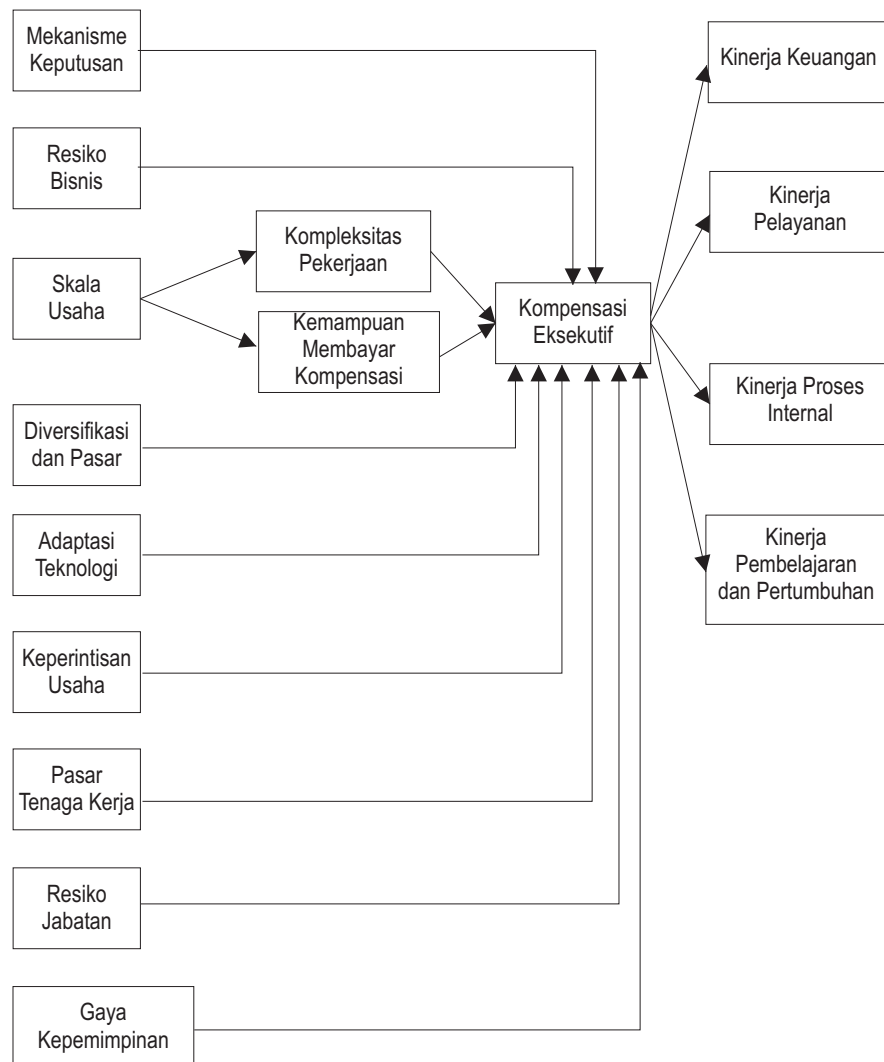 Mekanisme
Keputusan
Kinerja Keuangan
Resiko
Bisnis
Kinerja
Pelayanan
Kompleksitas
Pekerjaan
Skala
Usaha
Kemampuan
Membayar
Kompensasi
Kompensasi
Eksekutif
Kinerja Proses
Internal
Diversifikasi
dan Pasar
Adaptasi
Teknologi
Kinerja
Pembelajaran
dan Pertumbuhan
Keperintisan
Usaha
Pasar
Tenaga Kerja
Resiko
Jabatan
Gaya
Kepemimpinan